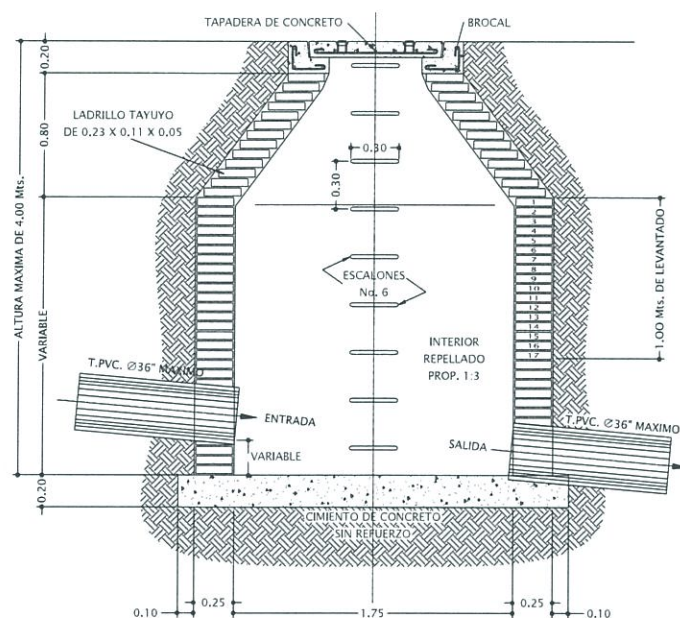 TAPADERA DE CONCRETO
BROCAL
0.20
LADRILLO TAYUYO
DE 0.23 X 0.11 X 0.05
0.80
0.30
0.30
ALTURA MAXIMA DE 4.00 Mts.
VARIABLE
1
2
3
4
5
6
7
8
9
10
11
12
13
14
15
16
17
1.00 Mts. DE LEVANTADO
ESCALONES
No. 6
INTERIOR
REPELLADO
PROP. 1:3
T.PVC. Ø36" MAXIMO
ENTRADA
T.PVC. Ø36" MAXIMO
SALIDA
VARIABLE
0.20
CIMIENTO DE CONCRETO
SIN REFUERZO
0.25
0.25
0.10
1.75
0.10